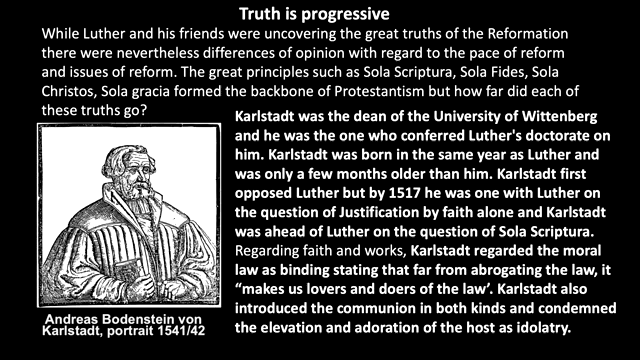 Truth is progressive
While Luther and his friends were uncovering the great truths of the Reformation
there were nevertheless differences of opinion with regard to the pace of reform
and issues of reform. The great principles such as Sola Scriptura, Sola Fides, Sola
Christos, Sola gracia formed the backbone of Protestantism but how far did each of
these truths go?
Karlstadt was the dean of the University of Wittenberg
and he was the one who conferred Luther's doctorate on
him. Karlstadt was born in the same year as Luther and
was only a few months older than him. Karlstadt first
opposed Luther but by 1517 he was one with Luther on
the question of Justification by faith alone and Karlstadt
was ahead of Luther on the question of Sola Scriptura.
Regarding faith and works, Karlstadt regarded the moral
law as binding stating that far from abrogating the law, it
“makes us lovers and doers of the law’. Karlstadt also
introduced the communion in both kinds and condemned
the elevation and adoration of the host as idolatry.
Andreas Bodenstein von
Karlstadt, portrait 1541/42